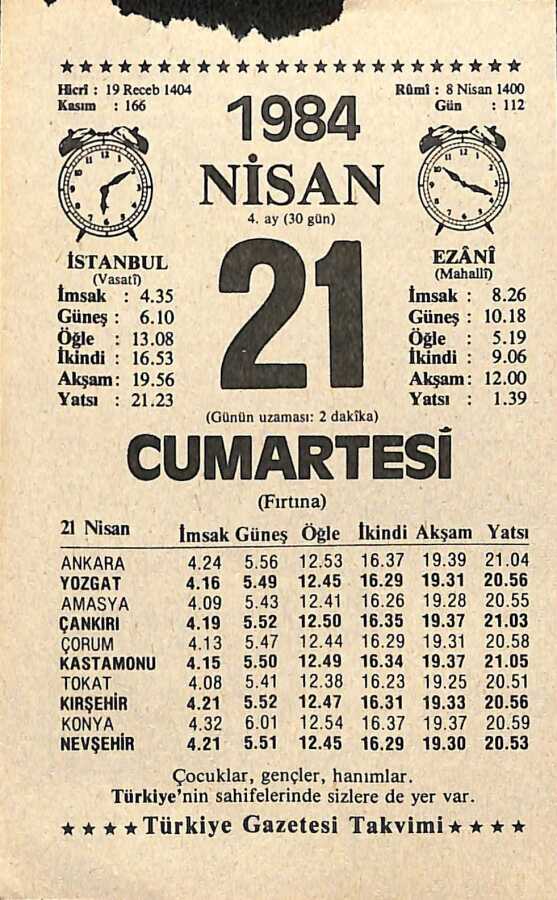 ★★★★★★★★★★★★★★★★★★★★★★★★
Hicrî : 19 Receb 1404
Kasım : 166
1984
Rûmî : 8 Nisan 1400
Gün : 112
NİSAN
4. ay (30 gün)
21
İSTANBUL
(Vasatî)
İmsak : 4.35
Güneş : 6.10
Öğle : 13.08
İkindi : 16.53
Akşam : 19.56
Yatsı : 21.23
EZÂNÎ
(Mahallî)
İmsak : 8.26
Güneş : 10.18
Öğle : 5.19
İkindi : 9.06
Akşam : 12.00
Yatsı : 1.39
(Günün uzaması: 2 dakîka)
CUMARTESİ
(Fırtına)
21 Nisan İmsak Güneş Öğle İkindi Akşam Yatsı
ANKARA 4.24 5.56 12.53 16.37 19.39 21.04
YOZGAT 4.16 5.49 12.45 16.29 19.31 20.56
AMASYA 4.09 5.43 12.41 16.26 19.28 20.55
ÇANKIRI 4.19 5.52 12.50 16.35 19.37 21.03
ÇORUM 4.13 5.47 12.44 16.29 19.31 20.58
KASTAMONU 4.15 5.50 12.49 16.34 19.37 21.05
TOKAT 4.08 5.41 12.38 16.23 19.25 20.51
KIRŞEHİR 4.21 5.52 12.47 16.31 19.33 20.56
KONYA 4.32 6.01 12.54 16.37 19.37 20.59
NEVŞEHİR 4.21 5.51 12.45 16.29 19.30 20.53
Çocuklar, gençler, hanımlar.
Türkiye'nin sahifelerinde sizlere de yer var.
★★★★Türkiye Gazetesi Takvimi★★★★